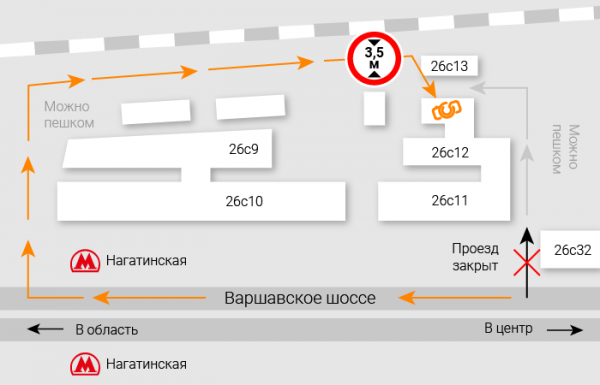 3,5
м
26с13
Можно
пешком
26с9
26с12
Можно
пешком
26с10
26с11
Проезд
закрыт
26с32
М Нагатинская
Варшавское шоссе
В область
В центр
М Нагатинская